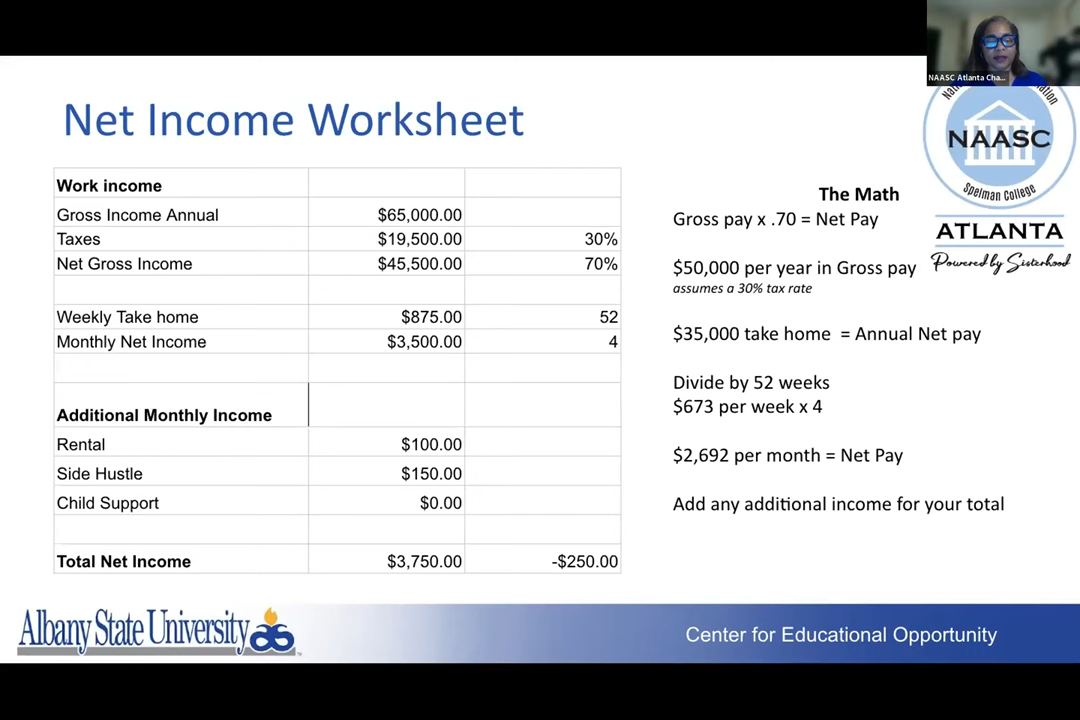 NAASC Atlanta Cha...
Net Income Worksheet
NAASC
Spelman College
ATLANTA
Powered by Sisterhood
Work income
Gross Income Annual $65,000.00
Taxes $19,500.00 30%
Net Gross Income $45,500.00 70%
Weekly Take home $875.00 52
Monthly Net Income $3,500.00 4
Additional Monthly Income
Rental $100.00
Side Hustle $150.00
Child Support $0.00
Total Net Income $3,750.00 -$250.00
The Math
Gross pay x .70 = Net Pay
$50,000 per year in Gross pay
assumes a 30% tax rate
$35,000 take home = Annual Net pay
Divide by 52 weeks
$673 per week x 4
$2,692 per month = Net Pay
Add any additional income for your total
Albany State University
Center for Educational Opportunity